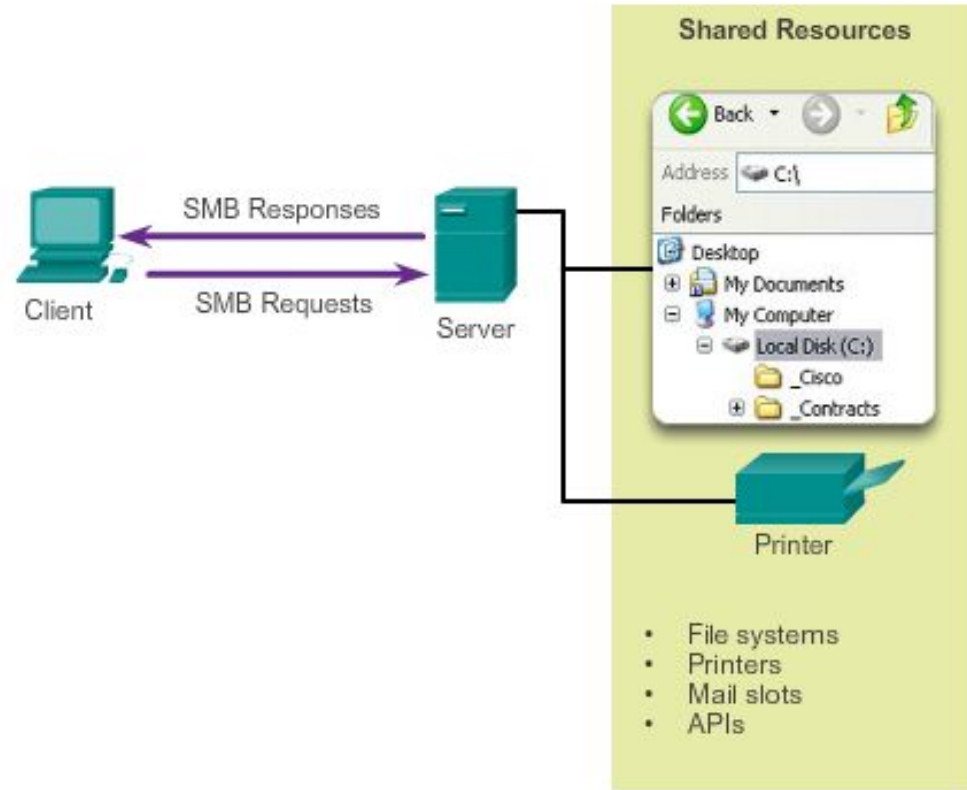 Shared Resources
Back
Address C:\
Folders
Desktop
My Documents
My Computer
Local Disk (C:)
_Cisco
_Contracts
SMB Responses
SMB Requests
Client
Server
Printer
• File systems
• Printers
• Mail slots
• APIs